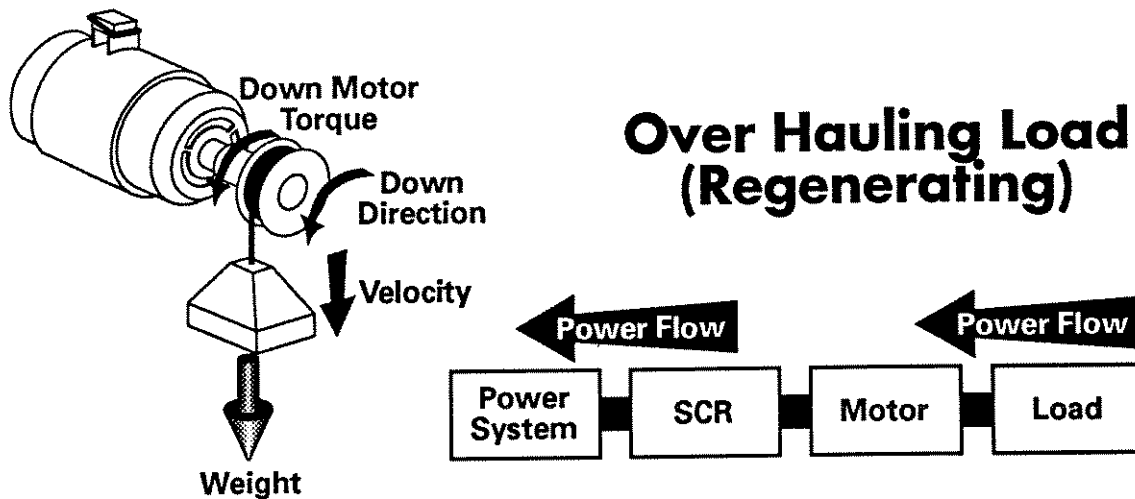 Down Motor
Torque
Over Hauling Load
(Regenerating)
Down
Direction
Velocity
Power Flow
Power Flow
Power
System
SCR
Motor
Load
Weight